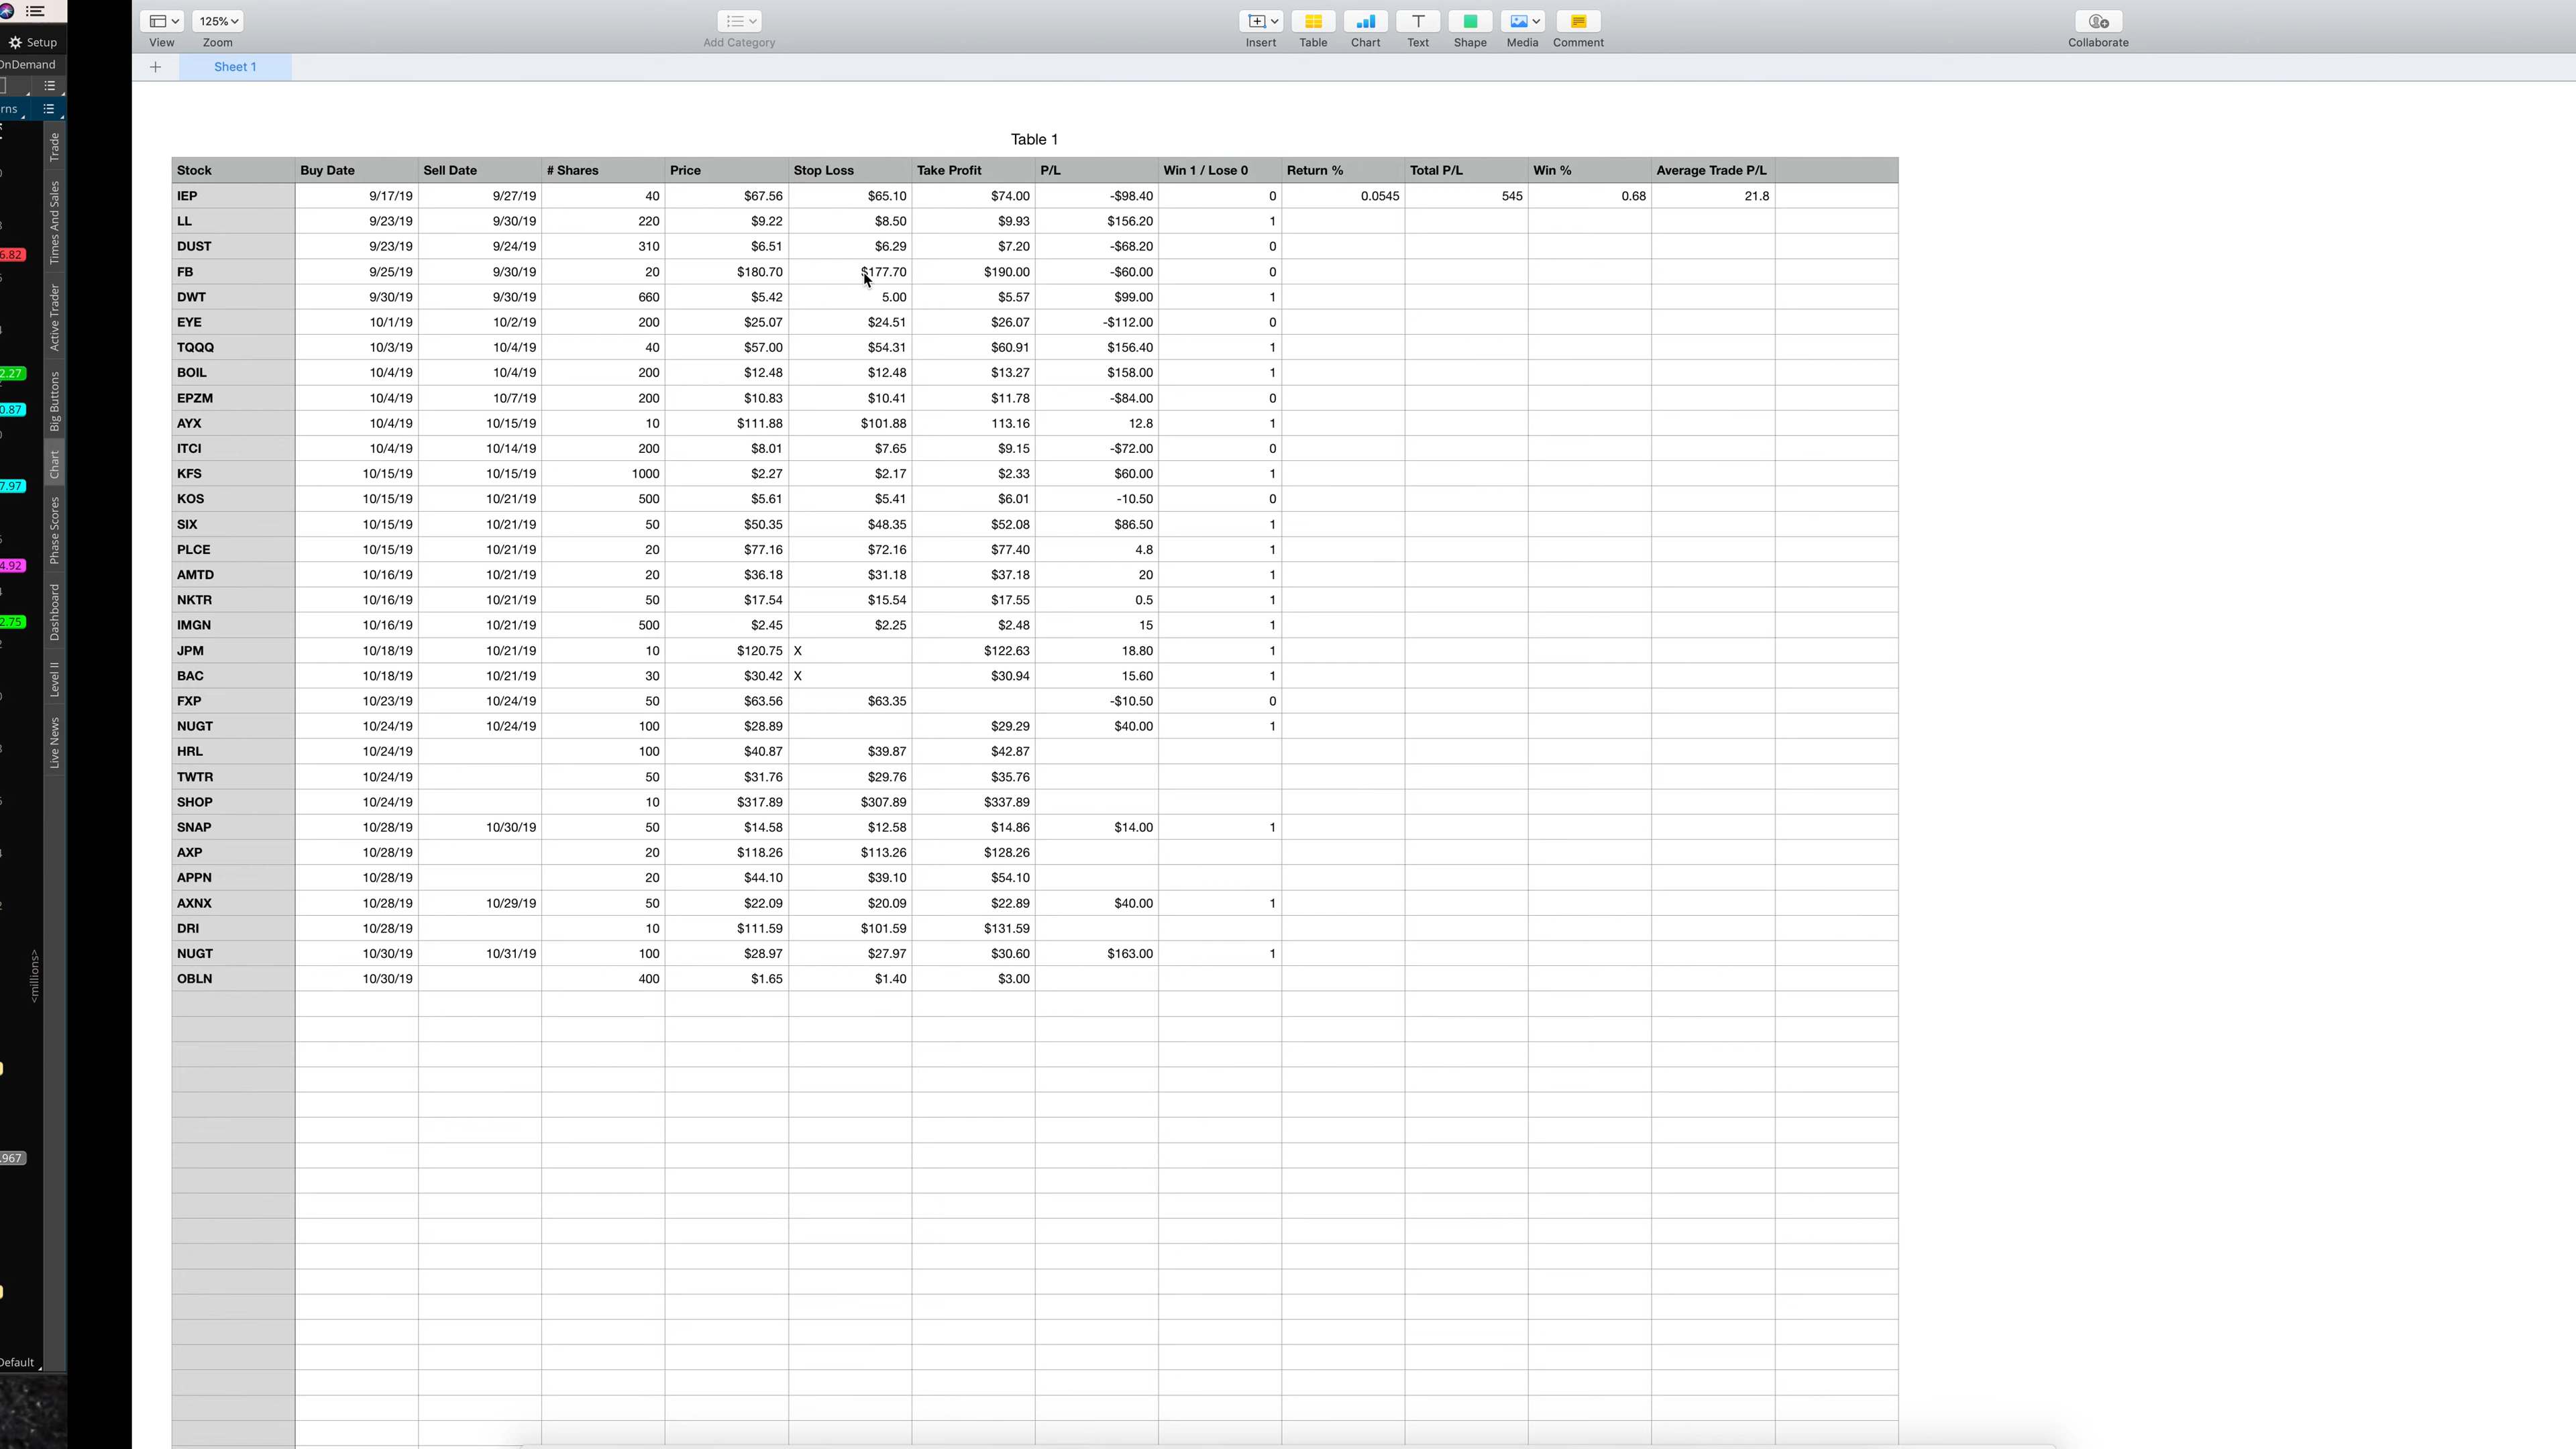 Setup
OnDemand
View
125%
Zoom
Add Category
Insert
Table
Chart
Text
Shape
Media
Comment
Collaborate
Sheet 1
Trade
Times And Sales
Active Trader
Big Buttons
Chart
Phase Scores
Dashboard
Level II
Live News
<millions>
6.82
2.27
0.87
7.97
4.92
2.75
.967
Default
Table 1
Stock Buy Date Sell Date # Shares Price Stop Loss Take Profit P/L Win 1 / Lose 0 Return % Total P/L Win % Average Trade P/L
IEP 9/17/19 9/27/19 40 $67.56 $65.10 $74.00 -$98.40 0 0.0545 545 0.68 21.8
LL 9/23/19 9/30/19 220 $9.22 $8.50 $9.93 $156.20 1
DUST 9/23/19 9/24/19 310 $6.51 $6.29 $7.20 -$68.20 0
FB 9/25/19 9/30/19 20 $180.70 $177.70 $190.00 -$60.00 0
DWT 9/30/19 9/30/19 660 $5.42 5.00 $5.57 $99.00 1
EYE 10/1/19 10/2/19 200 $25.07 $24.51 $26.07 -$112.00 0
TQQQ 10/3/19 10/4/19 40 $57.00 $54.31 $60.91 $156.40 1
BOIL 10/4/19 10/4/19 200 $12.48 $12.48 $13.27 $158.00 1
EPZM 10/4/19 10/7/19 200 $10.83 $10.41 $11.78 -$84.00 0
AYX 10/4/19 10/15/19 10 $111.88 $101.88 113.16 12.8 1
ITCI 10/4/19 10/14/19 200 $8.01 $7.65 $9.15 -$72.00 0
KFS 10/15/19 10/15/19 1000 $2.27 $2.17 $2.33 $60.00 1
KOS 10/15/19 10/21/19 500 $5.61 $5.41 $6.01 -10.50 0
SIX 10/15/19 10/21/19 50 $50.35 $48.35 $52.08 $86.50 1
PLCE 10/15/19 10/21/19 20 $77.16 $72.16 $77.40 4.8 1
AMTD 10/16/19 10/21/19 20 $36.18 $31.18 $37.18 20 1
NKTR 10/16/19 10/21/19 50 $17.54 $15.54 $17.55 0.5 1
IMGN 10/16/19 10/21/19 500 $2.45 $2.25 $2.48 15 1
JPM 10/18/19 10/21/19 10 $120.75 X $122.63 18.80 1
BAC 10/18/19 10/21/19 30 $30.42 X $30.94 15.60 1
FXP 10/23/19 10/24/19 50 $63.56 $63.35 -$10.50 0
NUGT 10/24/19 10/24/19 100 $28.89 $29.29 $40.00 1
HRL 10/24/19 100 $40.87 $39.87 $42.87
TWTR 10/24/19 50 $31.76 $29.76 $35.76
SHOP 10/24/19 10 $317.89 $307.89 $337.89
SNAP 10/28/19 10/30/19 50 $14.58 $12.58 $14.86 $14.00 1
AXP 10/28/19 20 $118.26 $113.26 $128.26
APPN 10/28/19 20 $44.10 $39.10 $54.10
AXNX 10/28/19 10/29/19 50 $22.09 $20.09 $22.89 $40.00 1
DRI 10/28/19 10 $111.59 $101.59 $131.59
NUGT 10/30/19 10/31/19 100 $28.97 $27.97 $30.60 $163.00 1
OBLN 10/30/19 400 $1.65 $1.40 $3.00